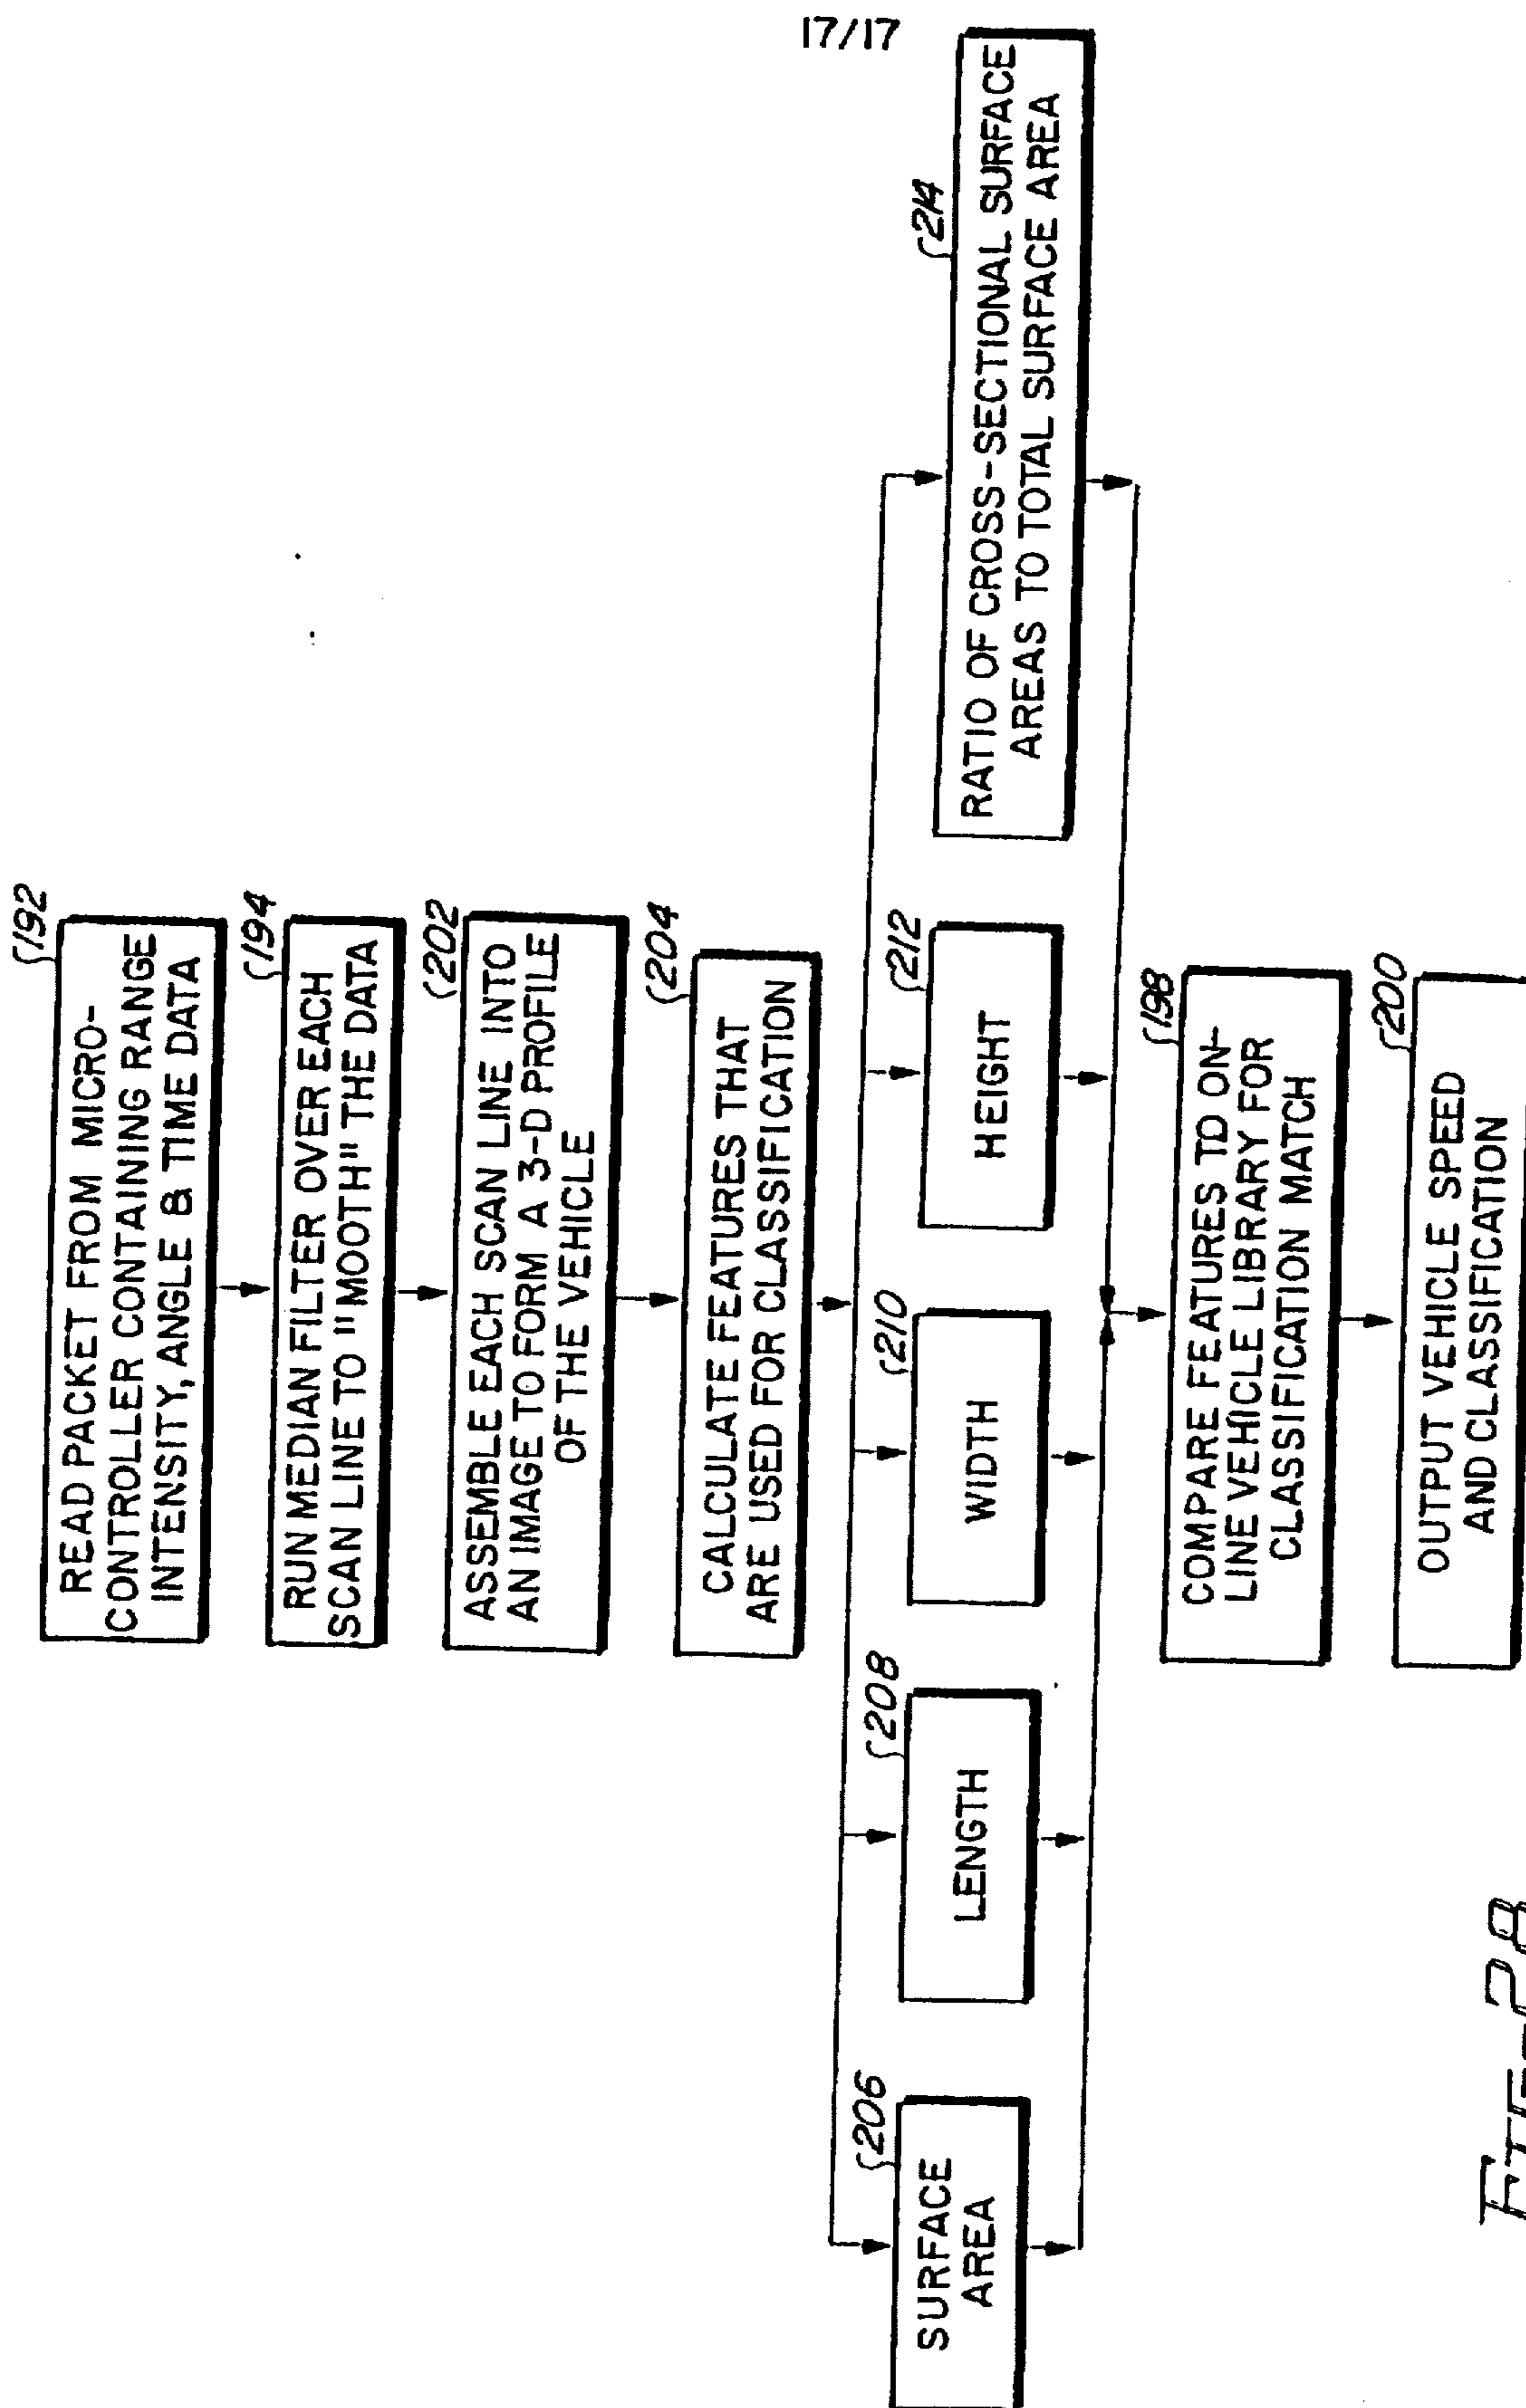 17/17
192
READ PACKET FROM MICRO-
CONTROLLER CONTAINING RANGE
INTENSITY, ANGLE & TIME DATA
194
RUN MEDIAN FILTER OVER EACH
SCAN LINE TO "MOOTH" THE DATA
202
ASSEMBLE EACH SCAN LINE INTO
AN IMAGE TO FORM A 3-D PROFILE
OF THE VEHICLE
204
CALCULATE FEATURES THAT
ARE USED FOR CLASSIFICATION
206
SURFACE
AREA
208
LENGTH
210
WIDTH
212
HEIGHT
214
RATIO OF CROSS-SECTIONAL SURFACE
AREAS TO TOTAL SURFACE AREA
198
COMPARE FEATURES TO ON-
LINE VEHICLE LIBRARY FOR
CLASSIFICATION MATCH
200
OUTPUT VEHICLE SPEED
AND CLASSIFICATION